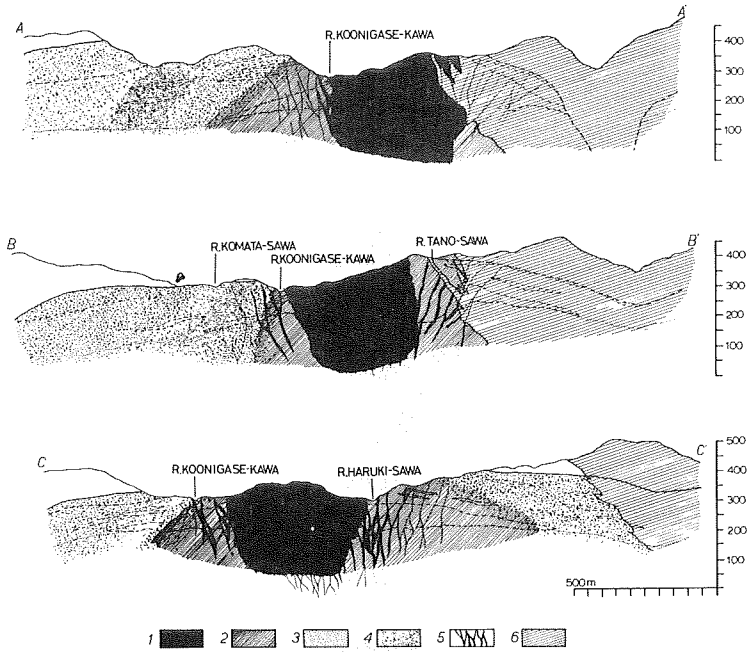 A A'
R.KOONIGASE-KAWA
400
300
200
100
B B'
R.KOMATA-SAWA
R.KOONIGASE-KAWA
R.TANO-SAWA
400
300
200
100
C C'
R.KOONIGASE-KAWA
R.HARUKI-SAWA
500
400
300
200
100
500m
1 2 3 4 5 6